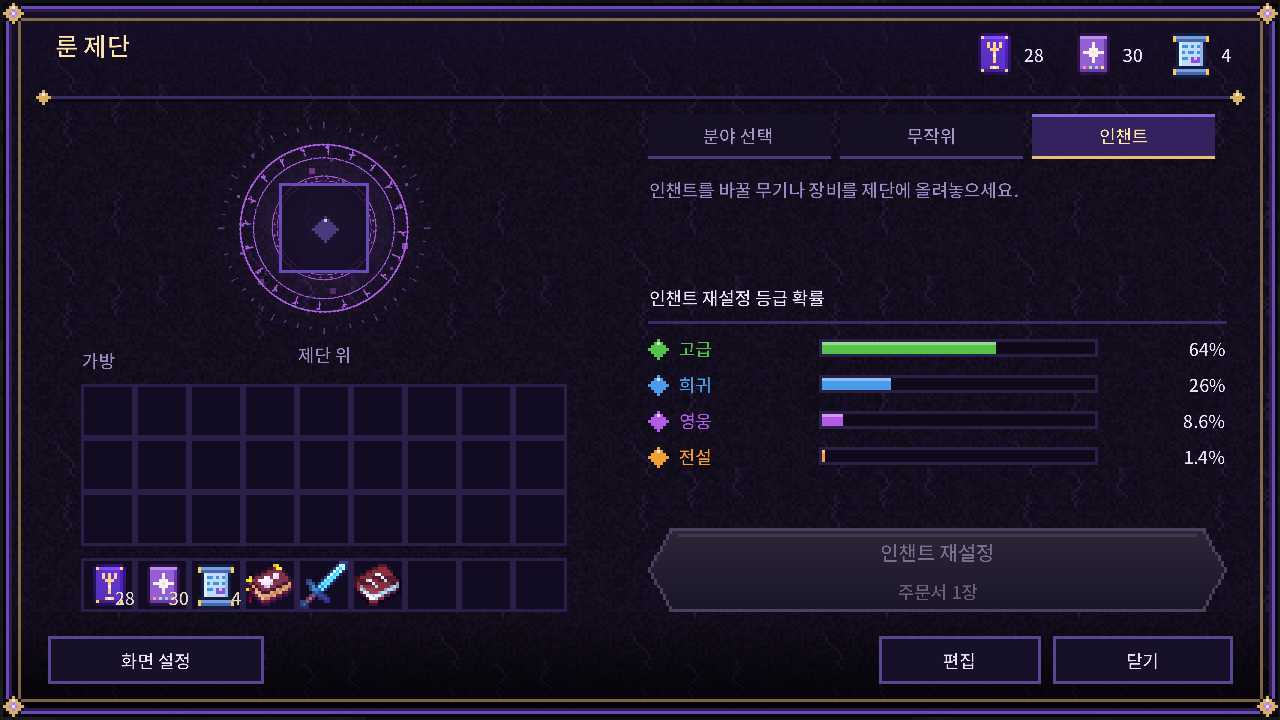 룬 제단
28
30
4
분야 선택
무작위
인챈트
인챈트를 바꿀 무기나 장비를 제단에 올려놓으세요.
인챈트 재설정 등급 확률
고급
64%
희귀
26%
영웅
8.6%
전설
1.4%
제단 위
가방
28
30
4
인챈트 재설정
주문서 1장
화면 설정
편집
닫기